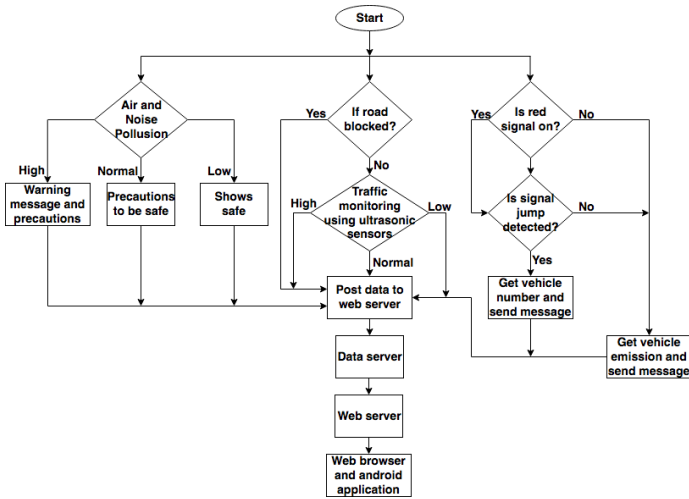 Start
Air and
Noise
Pollusion
High
Normal
Low
Warning
message and
precautions
Precautions
to be safe
Shows
safe
If road
blocked?
Yes
No
Traffic
monitoring
using ultrasonic
sensors
High
Low
Normal
Is red
signal on?
Yes
No
Is signal
jump
detected?
No
Yes
Get vehicle
number and
send message
Get vehicle
emission and
send message
Post data to
web server
Data server
Web server
Web browser
and android
application